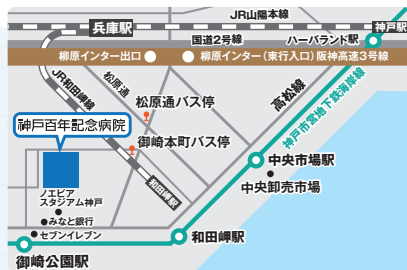 JR山陽本線
兵庫駅
神戸駅
国道2号線
ハーバランド駅
柳原インター出口
柳原インター(東行入口)
阪神高速3号線
JR和田岬線
松原通
松原通バス停
高松線
神戸市営地下鉄海岸線
神戸百年記念病院
御崎本町バス停
中央市場駅
中央卸売市場
和田岬駅
ノエビア
スタジアム神戸
みなと銀行
セブンイレブン
和田岬駅
御崎公園駅